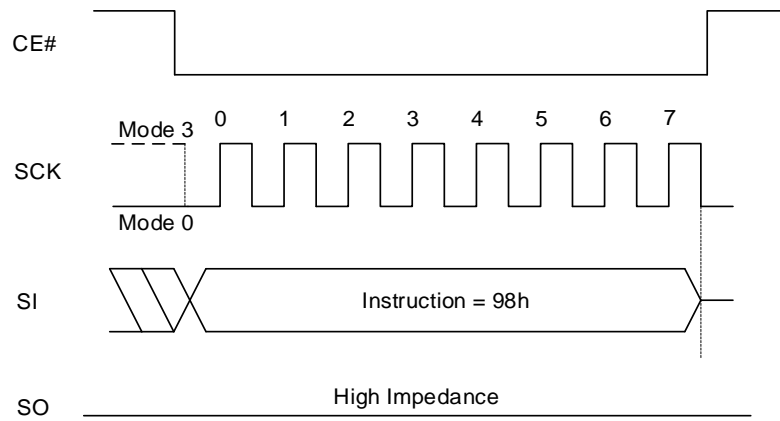 CE#
Mode 3
0 1 2 3 4 5 6 7
SCK
Mode 0
SI
Instruction = 98h
SO
High Impedance